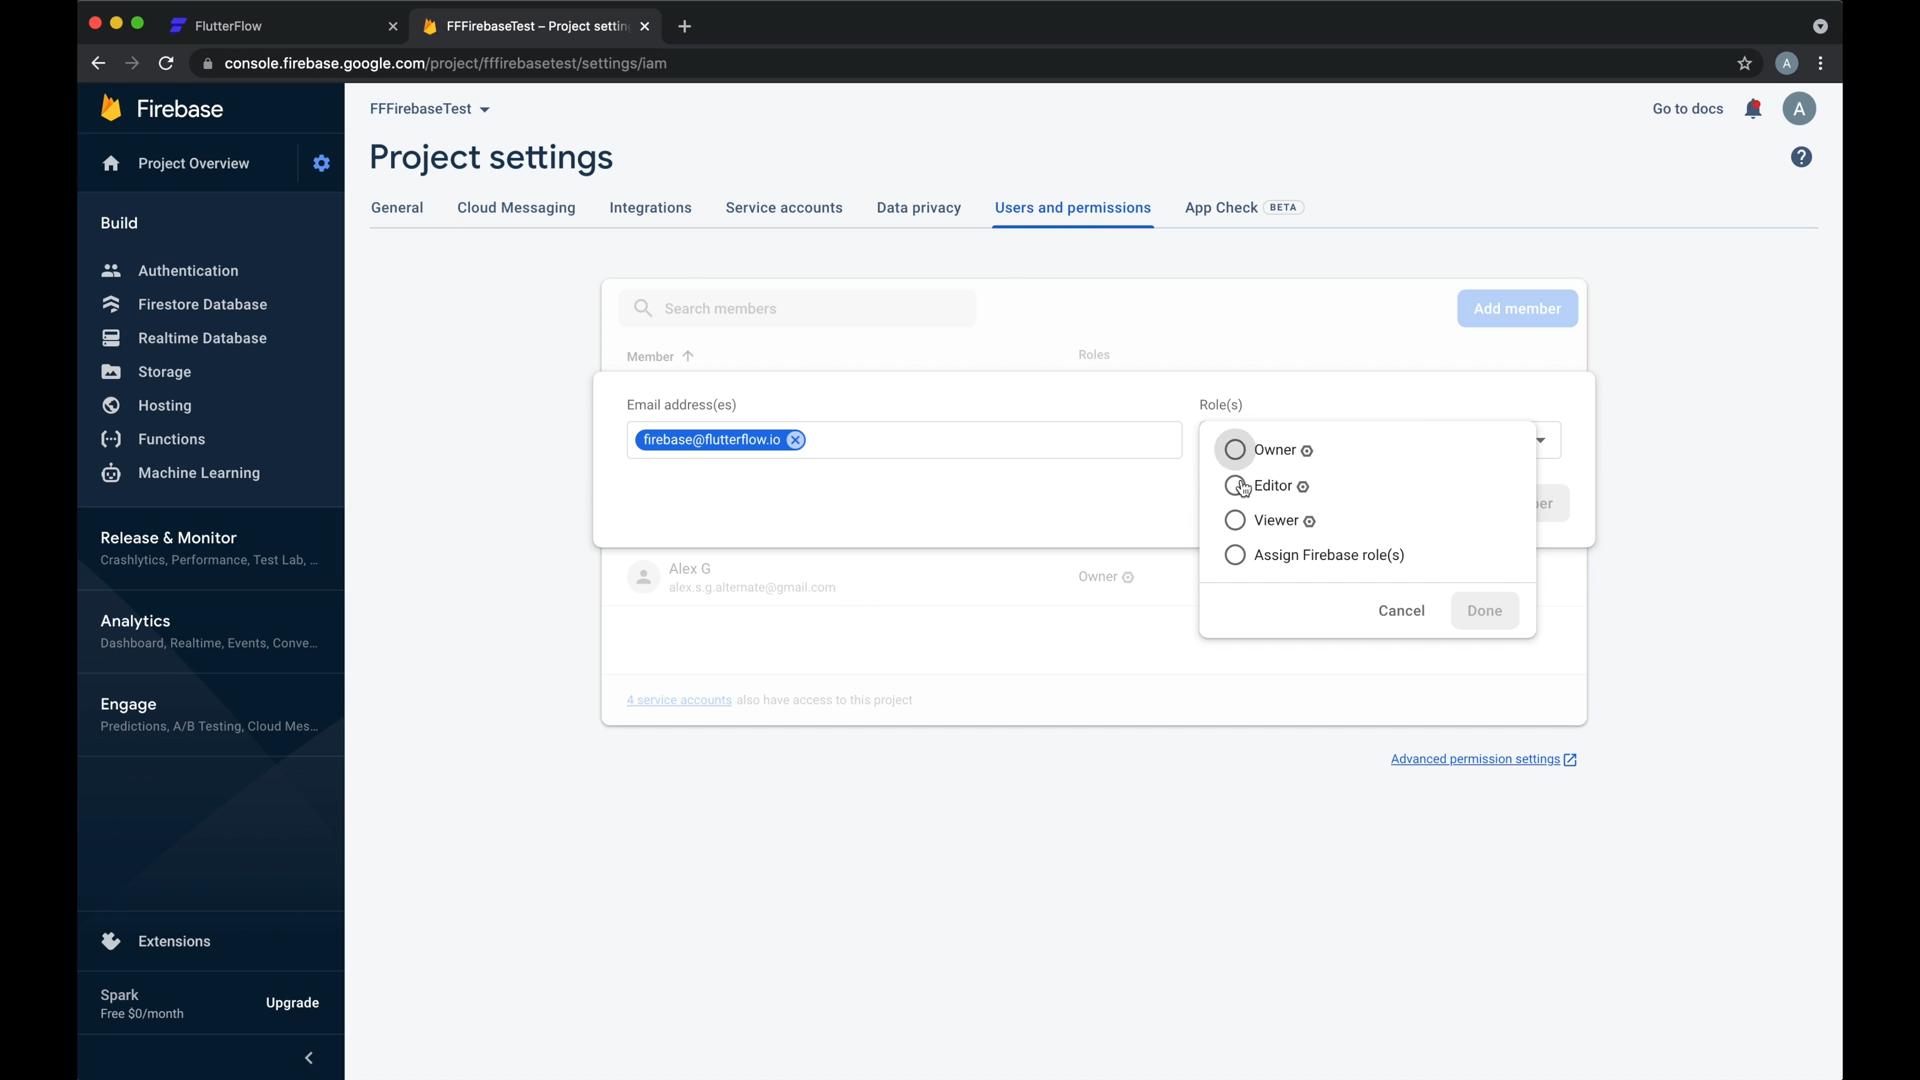 FlutterFlow
FFFirebaseTest – Project settin
console.firebase.google.com/project/fffirebasetest/settings/iam
A
Firebase
FFFirebaseTest
Go to docs
A
Project Overview
Project settings
General
Cloud Messaging
Integrations
Service accounts
Data privacy
Users and permissions
App Check BETA
Build
Authentication
Firestore Database
Realtime Database
Storage
Hosting
Functions
Machine Learning
Release & Monitor
Crashlytics, Performance, Test Lab, ...
Analytics
Dashboard, Realtime, Events, Conve...
Engage
Predictions, A/B Testing, Cloud Mes...
Extensions
Spark
Free $0/month
Upgrade
Search members
Add member
Member
Roles
Email address(es)
firebase@flutterflow.io
Role(s)
Owner
Editor
Viewer
Assign Firebase role(s)
Cancel
Done
ber
Alex G
alex.s.g.alternate@gmail.com
Owner
4 service accounts also have access to this project
Advanced permission settings